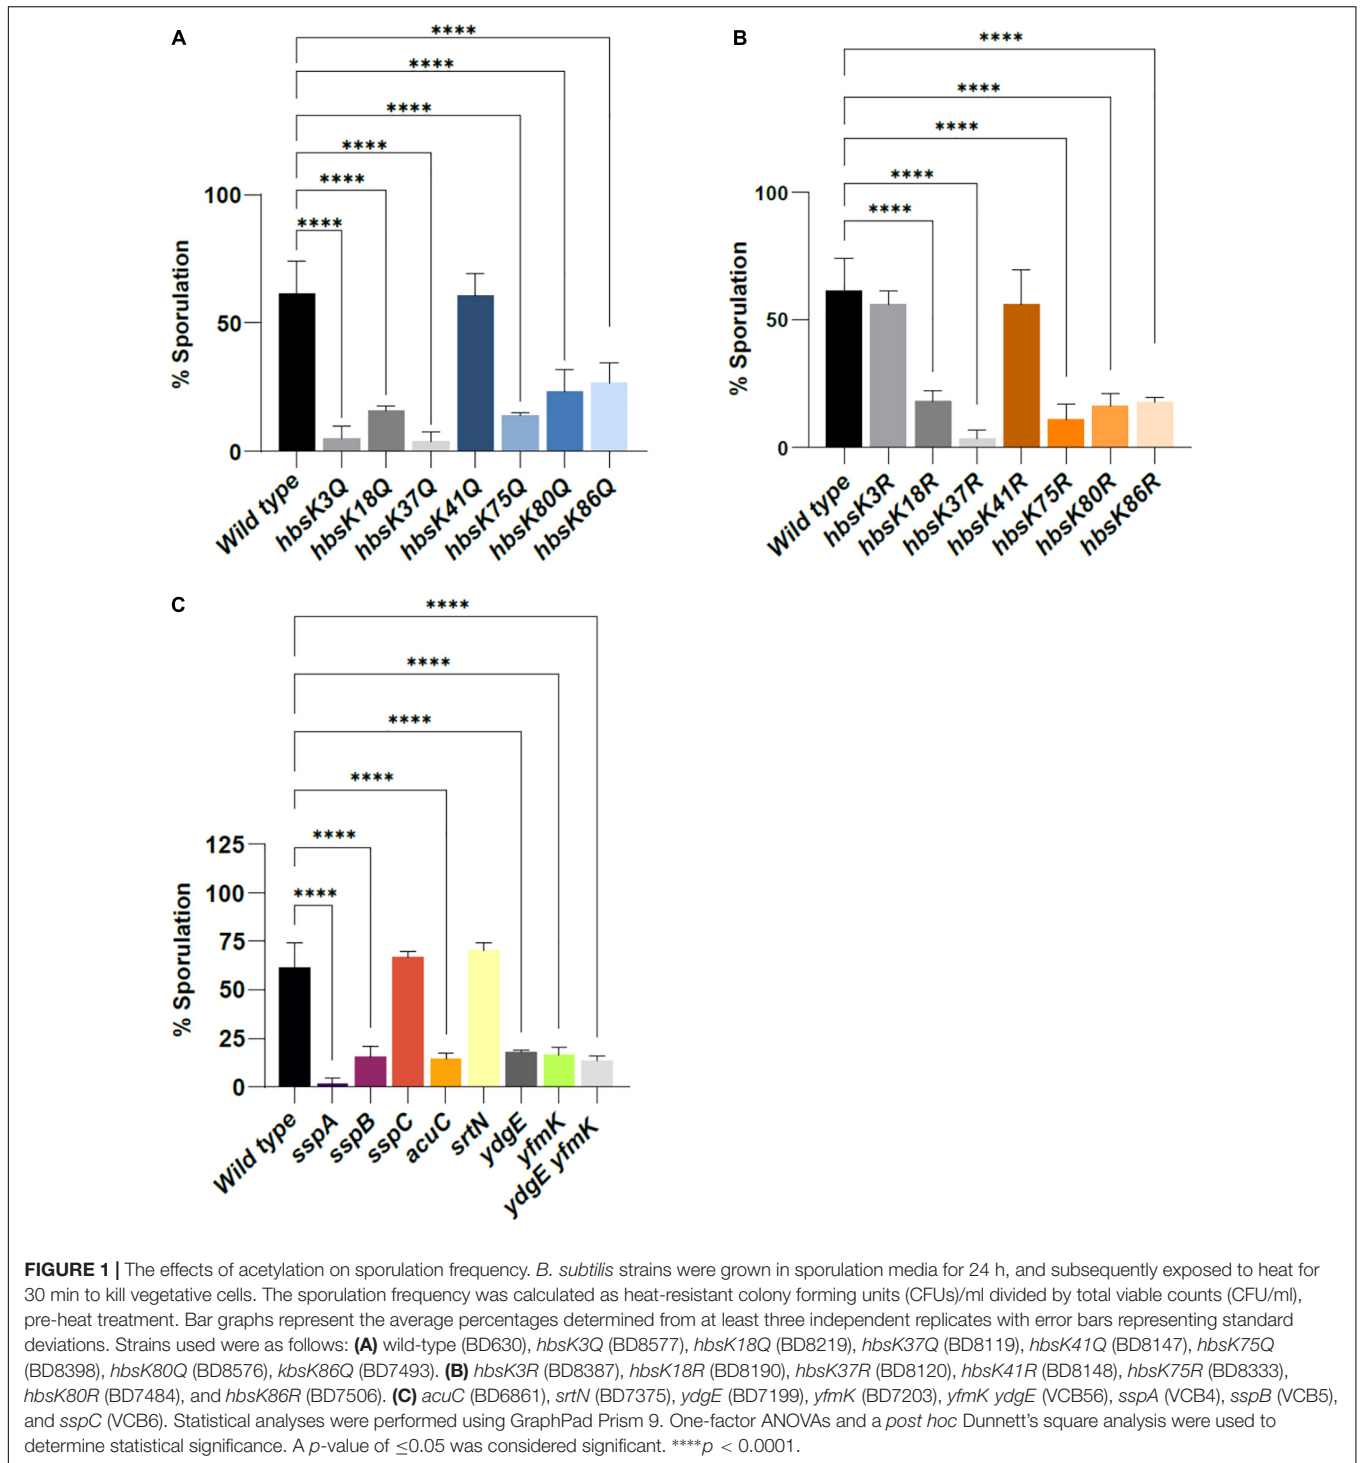 A
****
****
****
****
****
****
100
50
0
% Sporulation
Wild type
hbsK3Q
hbsK18Q
hbsK37Q
hbsK41Q
hbsK75Q
hbsK80Q
hbsK86Q
B
****
****
****
****
****
100
50
0
% Sporulation
Wild type
hbsK3R
hbsK18R
hbsK37R
hbsK41R
hbsK75R
hbsK80R
hbsK86R
C
****
****
****
****
****
****
125
100
75
50
25
0
% Sporulation
Wild type
sspA
sspB
sspC
acuC
srtN
ydgE
yfmK
ydgE yfmK
FIGURE 1 | The effects of acetylation on sporulation frequency. B. subtilis strains were grown in sporulation media for 24 h, and subsequently exposed to heat for
30 min to kill vegetative cells. The sporulation frequency was calculated as heat-resistant colony forming units (CFUs)/ml divided by total viable counts (CFU/ml),
pre-heat treatment. Bar graphs represent the average percentages determined from at least three independent replicates with error bars representing standard
deviations. Strains used were as follows: (A) wild-type (BD630), hbsK3Q (BD8577), hbsK18Q (BD8219), hbsK37Q (BD8119), hbsK41Q (BD8147), hbsK75Q
(BD8398), hbsK80Q (BD8576), kbsK86Q (BD7493). (B) hbsK3R (BD8387), hbsK18R (BD8190), hbsK37R (BD8120), hbsK41R (BD8148), hbsK75R (BD8333),
hbsK80R (BD7484), and hbsK86R (BD7506). (C) acuC (BD6861), srtN (BD7375), ydgE (BD7199), yfmK (BD7203), yfmK ydgE (VCB56), sspA (VCB4), sspB (VCB5),
and sspC (VCB6). Statistical analyses were performed using GraphPad Prism 9. One-factor ANOVAs and a post hoc Dunnett's square analysis were used to
determine statistical significance. A p-value of ≤0.05 was considered significant. ****p < 0.0001.